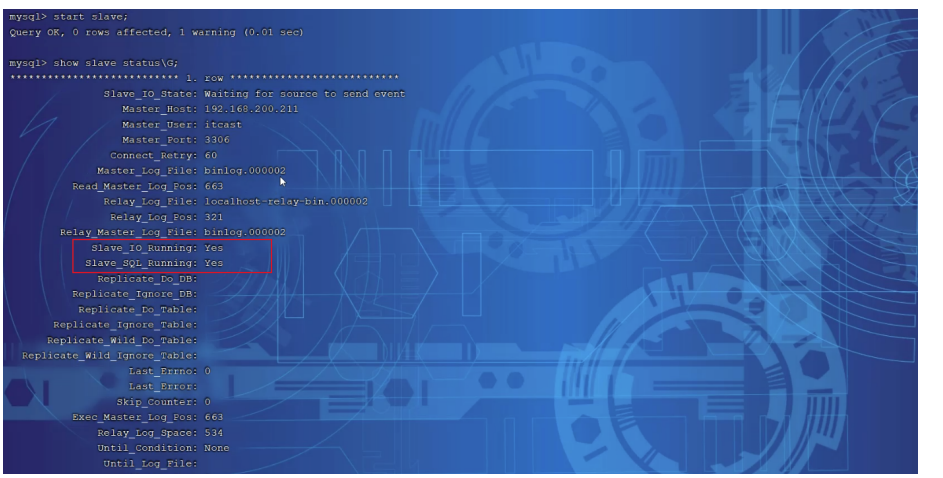 mysql> start slave;
Query OK, 0 rows affected, 1 warning (0.01 sec)
mysql> show slave status\G;
*************************** 1. row ***************************
Slave_IO_State: Waiting for source to send event
Master_Host: 192.168.200.211
Master_User: itcast
Master_Port: 3306
Connect_Retry: 60
Master_Log_File: binlog.000002
Read_Master_Log_Pos: 663
Relay_Log_File: localhost-relay-bin.000002
Relay_Log_Pos: 321
Relay_Master_Log_File: binlog.000002
Slave_IO_Running: Yes
Slave_SQL_Running: Yes
Replicate_Do_DB:
Replicate_Ignore_DB:
Replicate_Do_Table:
Replicate_Ignore_Table:
Replicate_Wild_Do_Table:
Replicate_Wild_Ignore_Table:
Last_Errno: 0
Last_Error:
Skip_Counter: 0
Exec_Master_Log_Pos: 663
Relay_Log_Space: 534
Until_Condition: None
Until_Log_File: